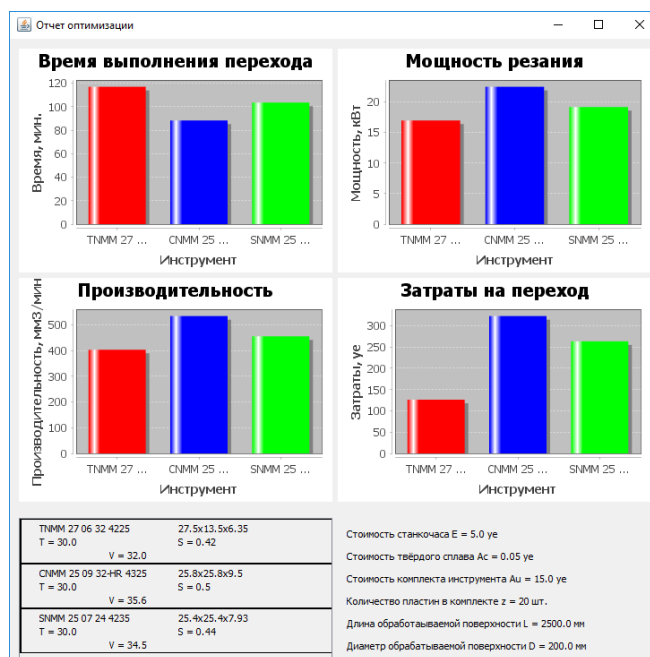 Отчет оптимизации
Время выполнения перехода
Время, мин.
120
100
80
60
40
20
0
TNMM 27 ...
CNMM 25 ...
SNMM 25 ...
Инструмент
Мощность резания
Мощность, кВт
20
15
10
5
0
TNMM 27 ...
CNMM 25 ...
SNMM 25 ...
Инструмент
Производительность
Производительность, мм3/мин
500
400
300
200
100
0
TNMM 27 ...
CNMM 25 ...
SNMM 25 ...
Инструмент
Затраты на переход
Затраты, уе
300
250
200
150
100
50
0
TNMM 27 ...
CNMM 25 ...
SNMM 25 ...
Инструмент
TNMM 27 06 32 4225 27.5x13.5x6.35
T = 30.0 S = 0.42
V = 32.0
CNMM 25 09 32-HR 4325 25.8x25.8x9.5
T = 30.0 S = 0.5
V = 35.6
SNMM 25 07 24 4235 25.4x25.4x7.93
T = 30.0 S = 0.44
V = 34.5
Стоимость станкочаса E = 5.0 уе
Стоимость твёрдого сплава Ac = 0.05 уе
Стоимость комплекта инструмента Au = 15.0 уе
Количество пластин в комплекте z = 20 шт.
Длина обработаываемой поверхности L = 2500.0 мм
Диаметр обрабатываемой поверхности D = 200.0 мм